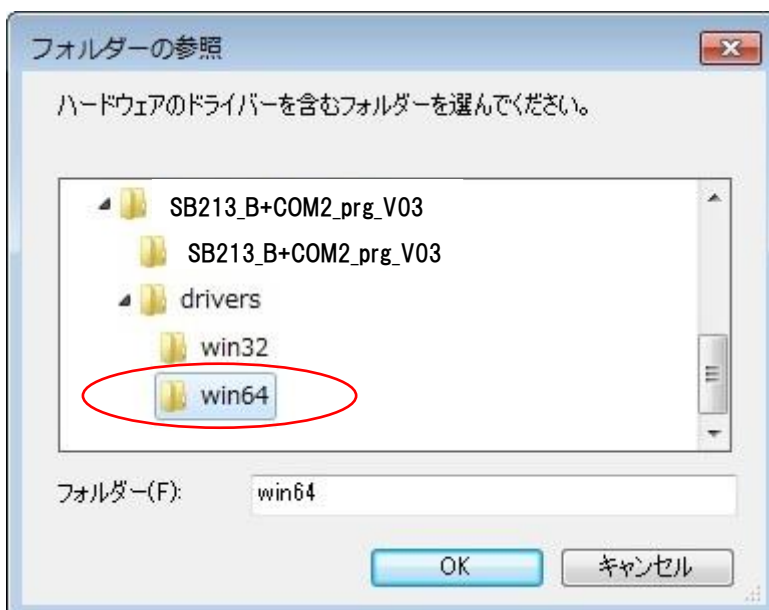 フォルダーの参照
ハードウェアのドライバーを含むフォルダーを選んでください。
SB213_B+COM2_prg_V03
SB213_B+COM2_prg_V03
drivers
win32
win64
フォルダー(F): win64
OK キャンセル